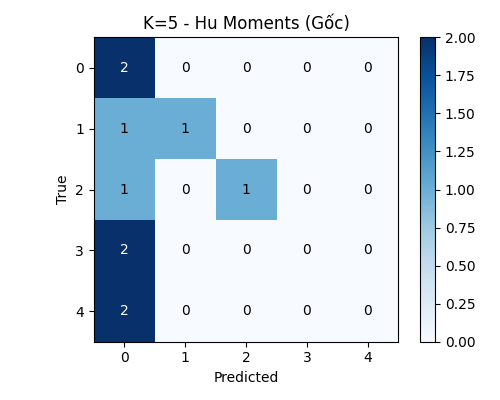 K=5 - Hu Moments (Gốc)
True
0 2 0 0 0 0
1 1 1 0 0 0
2 1 0 1 0 0
3 2 0 0 0 0
4 2 0 0 0 0
0 1 2 3 4
Predicted
2.00
1.75
1.50
1.25
1.00
0.75
0.50
0.25
0.00